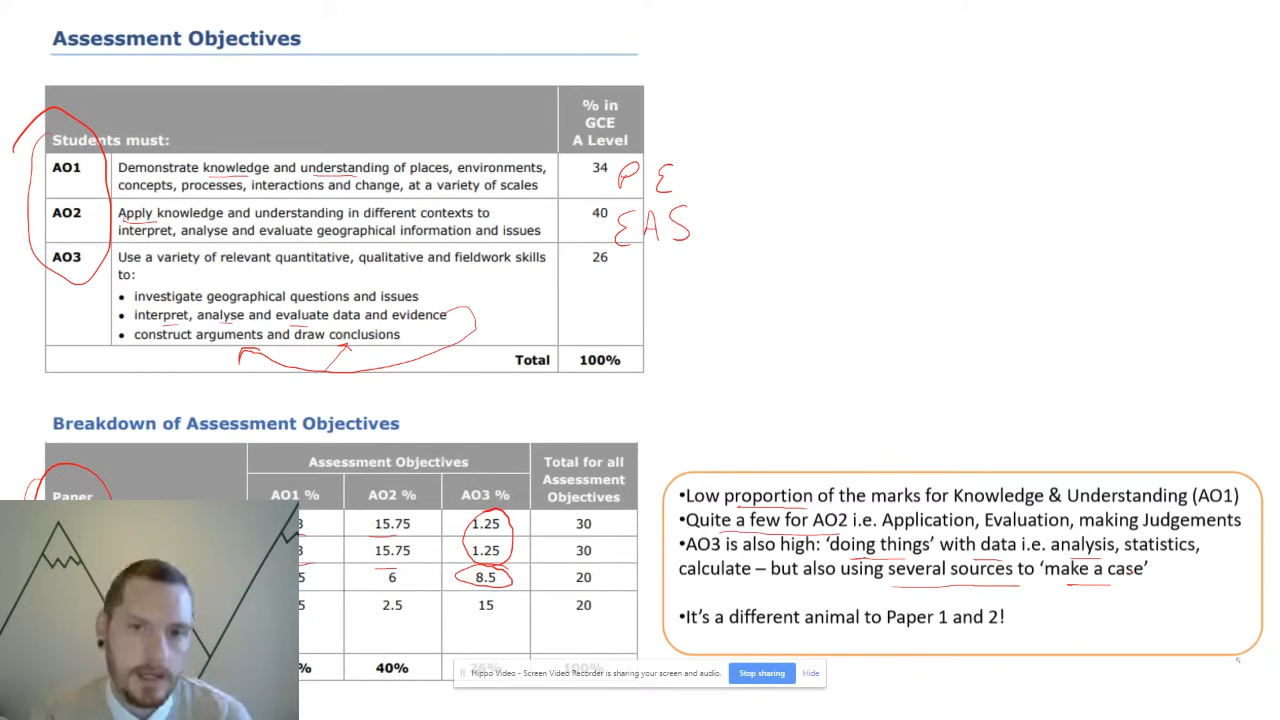 Assessment Objectives
Students must:
% in
GCE
A Level
AO1
Demonstrate knowledge and understanding of places, environments,
concepts, processes, interactions and change, at a variety of scales
34
P E
AO2
Apply knowledge and understanding in different contexts to
interpret, analyse and evaluate geographical information and issues
40
E A S
AO3
Use a variety of relevant quantitative, qualitative and fieldwork skills
to:
• investigate geographical questions and issues
• interpret, analyse and evaluate data and evidence
• construct arguments and draw conclusions
26
Total
100%
Breakdown of Assessment Objectives
Paper
Assessment Objectives
Total for all
Assessment
Objectives
AO1 %
AO2 %
AO3 %
15.75
1.25
30
15.75
1.25
30
6
8.5
20
5
2.5
15
20
%
40%
26%
100%
•Low proportion of the marks for Knowledge & Understanding (AO1)
•Quite a few for AO2 i.e. Application, Evaluation, making Judgements
•AO3 is also high: 'doing things' with data i.e. analysis, statistics,
calculate – but also using several sources to 'make a case'
•It's a different animal to Paper 1 and 2!
5
Hippo Video - Screen Video Recorder is sharing your screen and audio.
Stop sharing
Hide